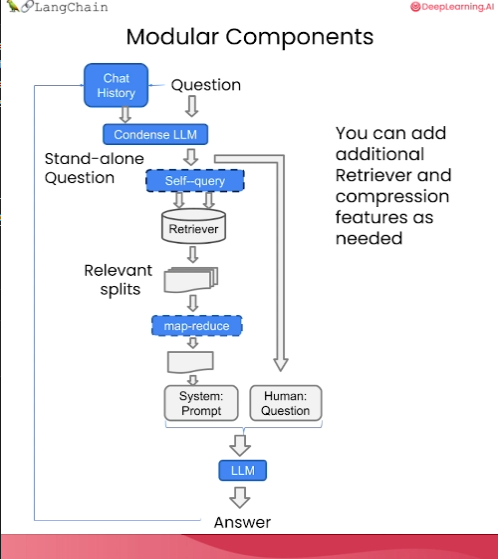 LangChain
DeepLearning.AI
Modular Components
Chat
History
Question
Condense LLM
Stand-alone
Question
Self--query
Retriever
Relevant
splits
map-reduce
System:
Prompt
Human:
Question
LLM
Answer
You can add
additional
Retriever and
compression
features as
needed